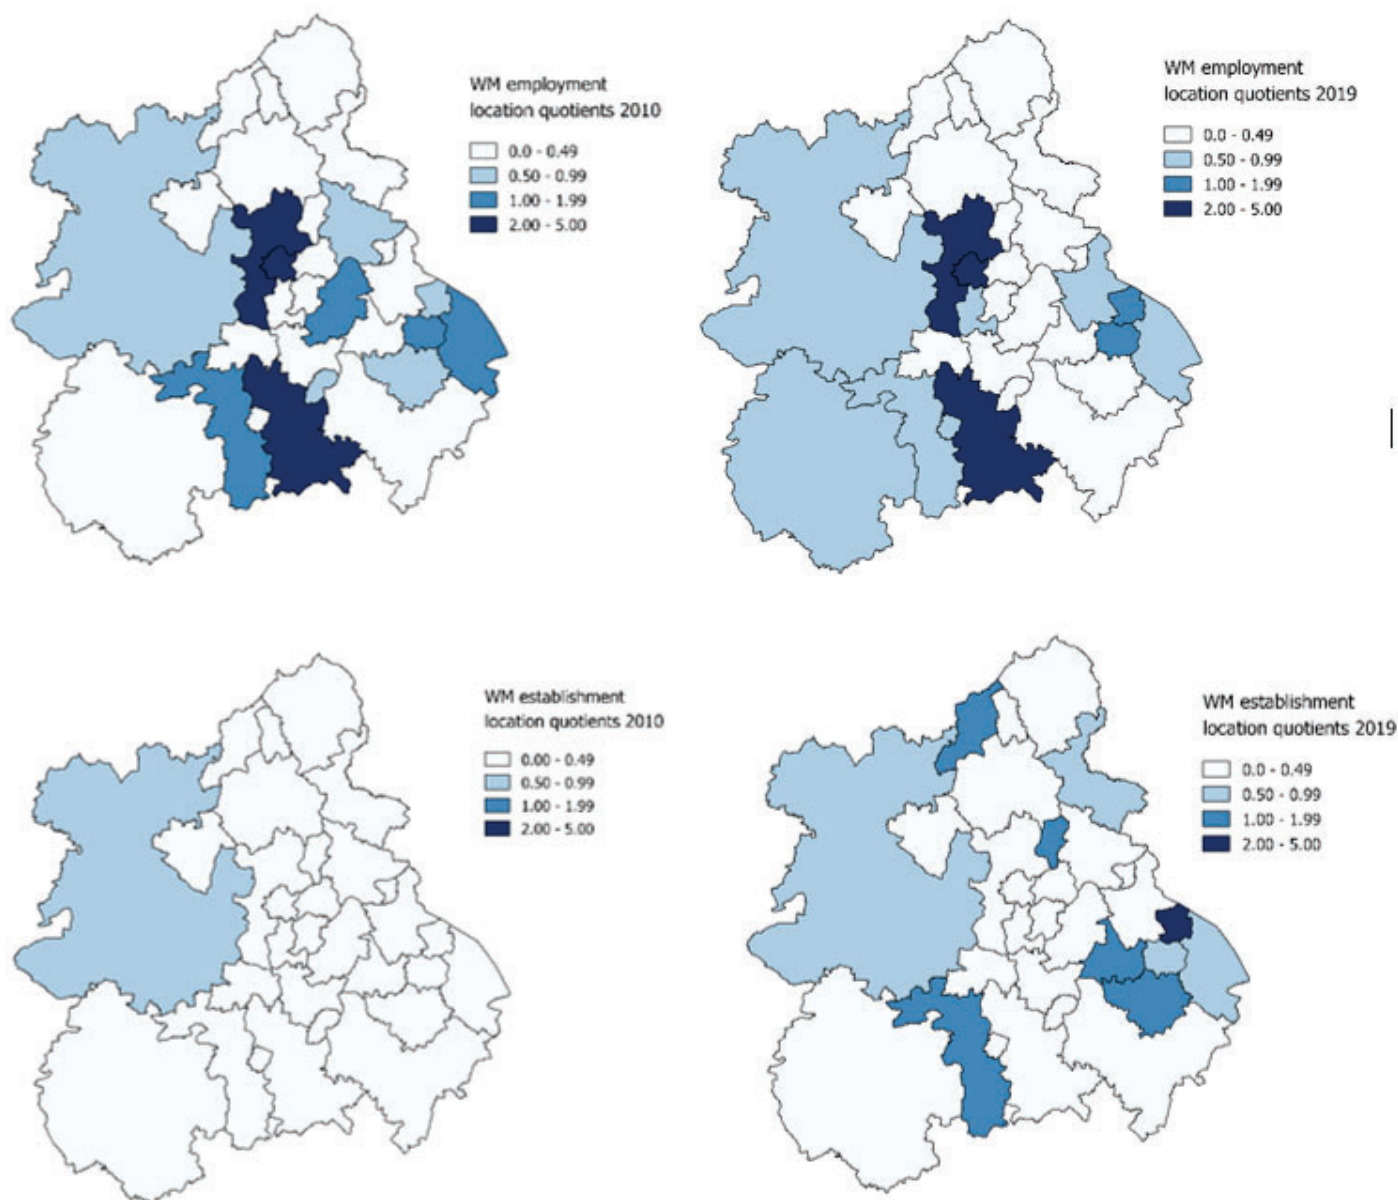 WM employment
location quotients 2010
0.0 - 0.49
0.50 - 0.99
1.00 - 1.99
2.00 - 5.00
WM employment
location quotients 2019
0.0 - 0.49
0.50 - 0.99
1.00 - 1.99
2.00 - 5.00
WM establishment
location quotients 2010
0.00 - 0.49
0.50 - 0.99
1.00 - 1.99
2.00 - 5.00
WM establishment
location quotients 2019
0.0 - 0.49
0.50 - 0.99
1.00 - 1.99
2.00 - 5.00